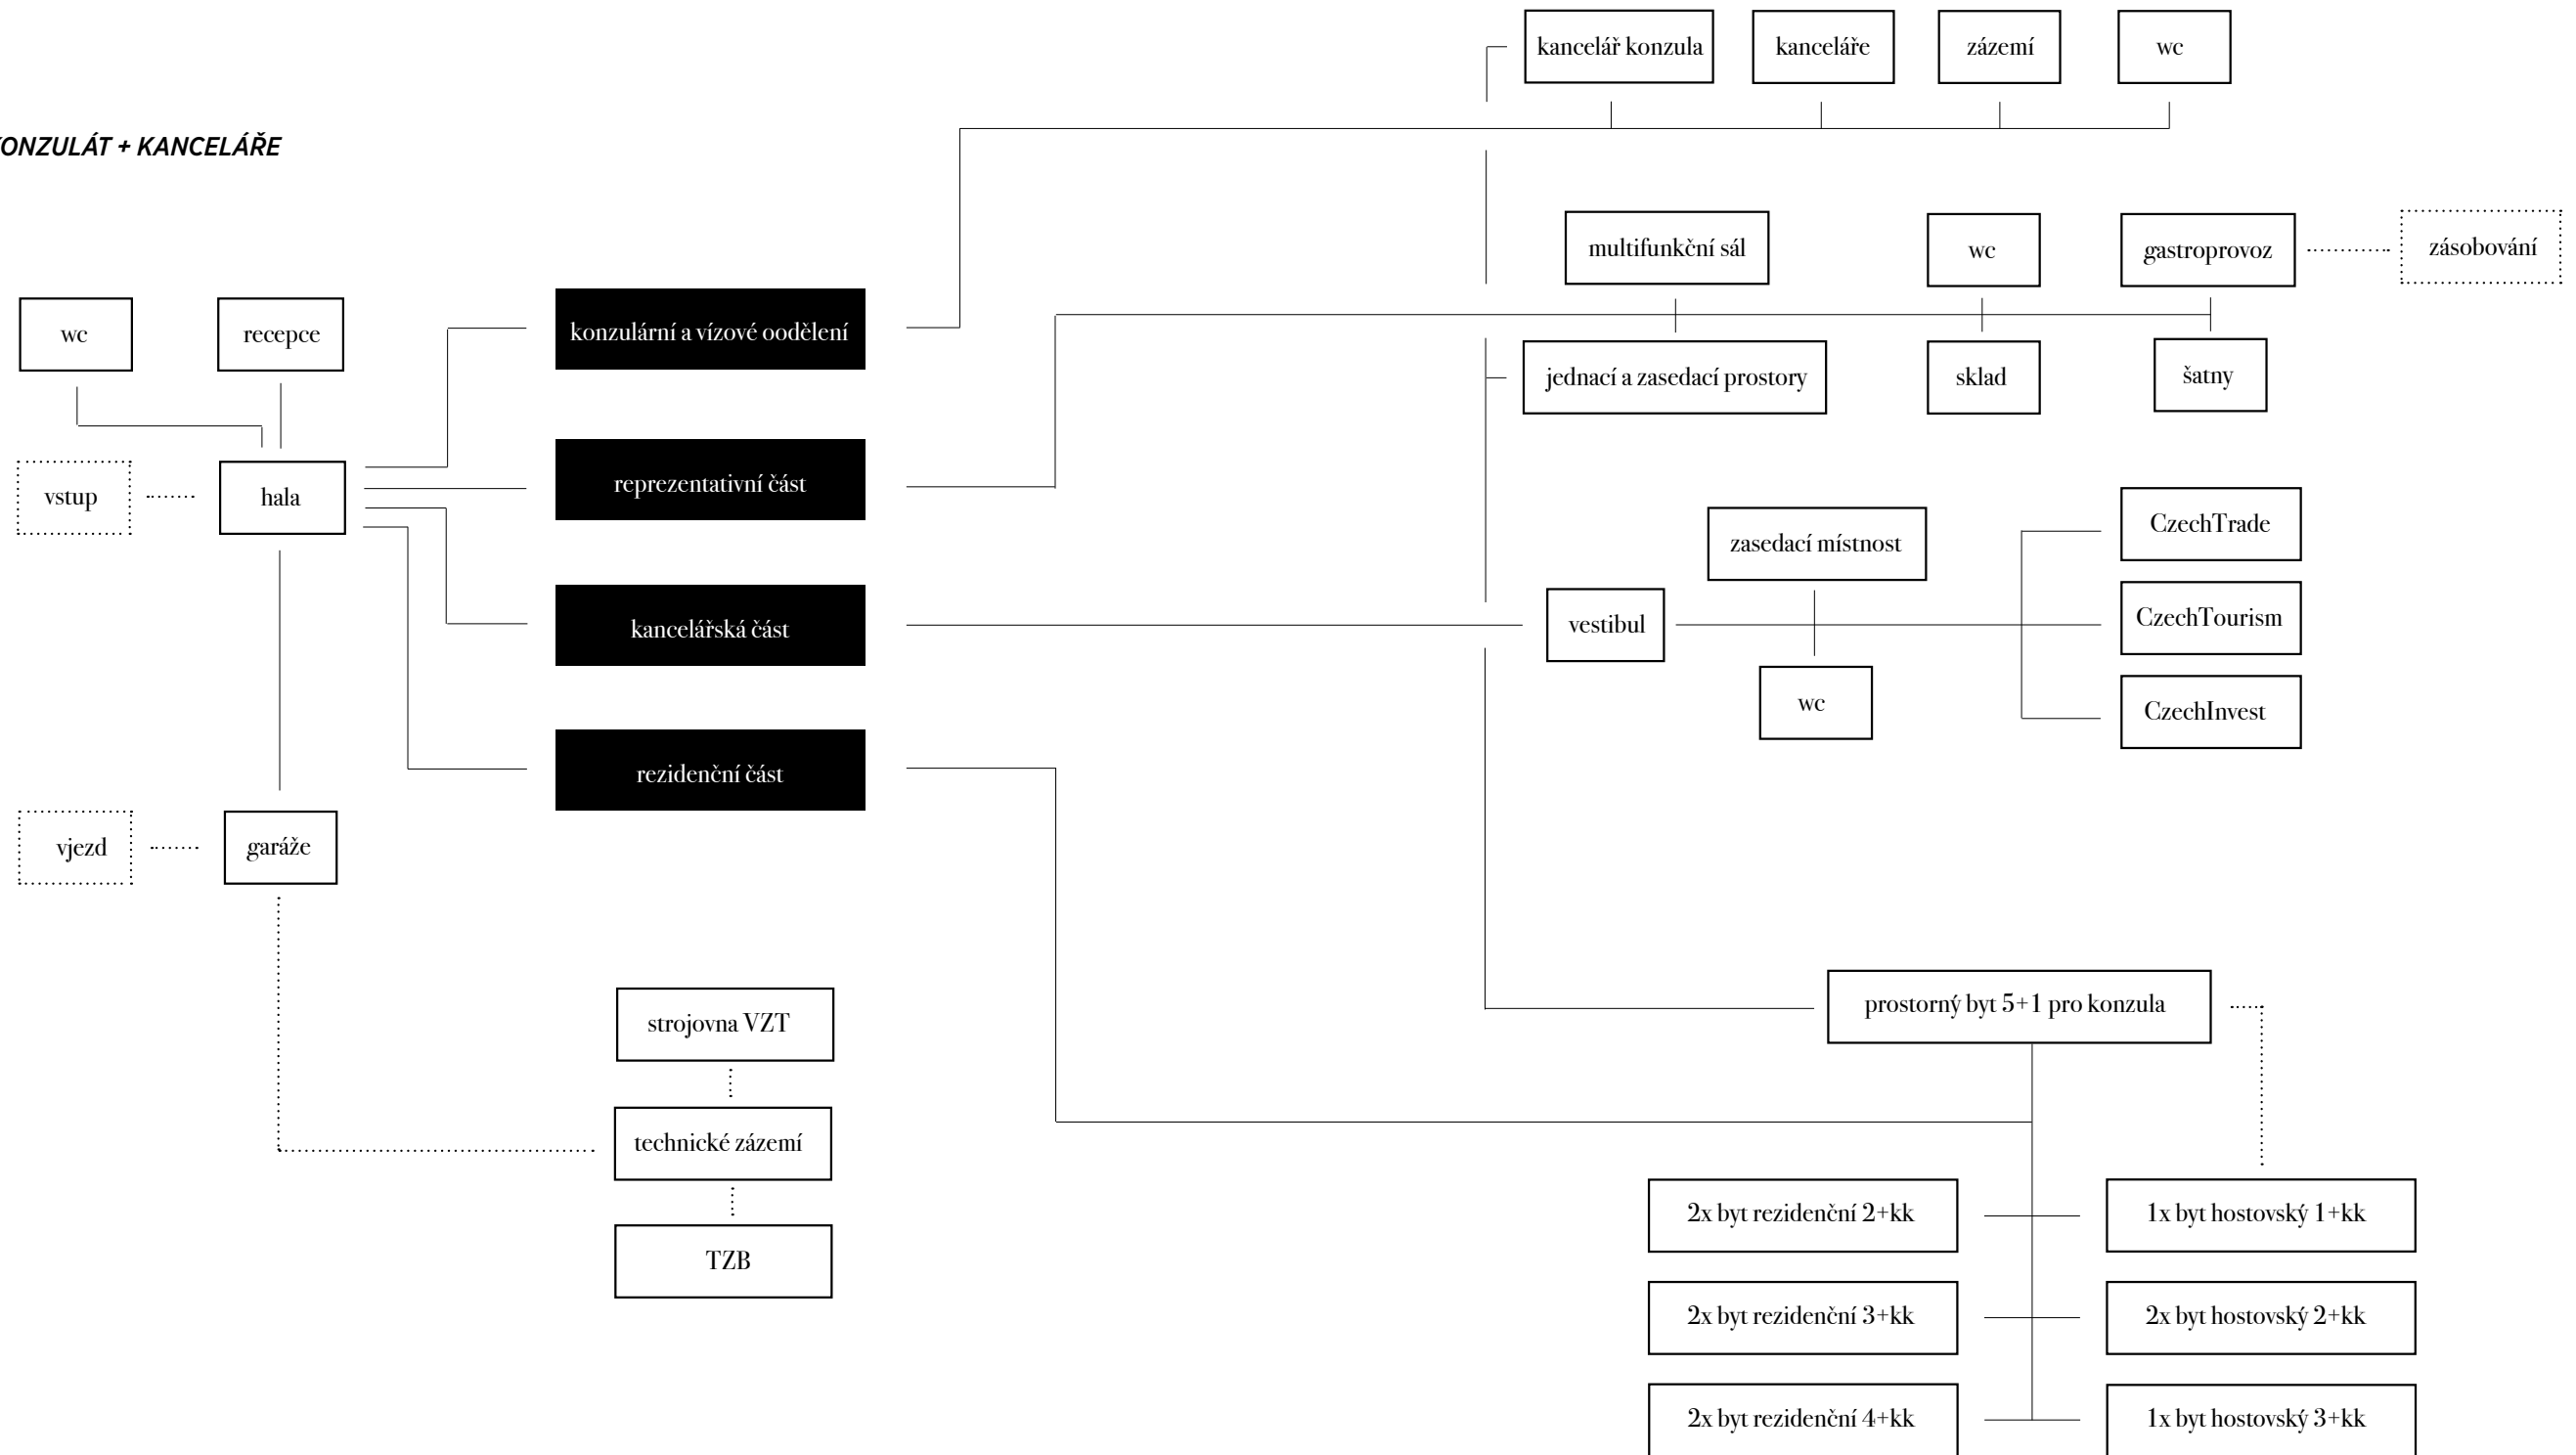 kancelář konzula
kanceláře
zázemí
wc
ONZULÁT + KANCELÁŘE
multifunkční sál
wc
gastroprovoz
zásobování
wc
recepce
konzulární a vízové oodělení
jednací a zasedací prostory
sklad
šatny
vstup
hala
reprezentativní část
zasedací místnost
CzechTrade
kancelářská část
vestibul
CzechTourism
wc
CzechInvest
rezidenční část
vjezd
garáže
prostorný byt 5+1 pro konzula
strojovna VZT
technické zázemí
2x byt rezidenční 2+kk
1x byt hostovský 1+kk
TZB
2x byt rezidenční 3+kk
2x byt hostovský 2+kk
2x byt rezidenční 4+kk
1x byt hostovský 3+kk